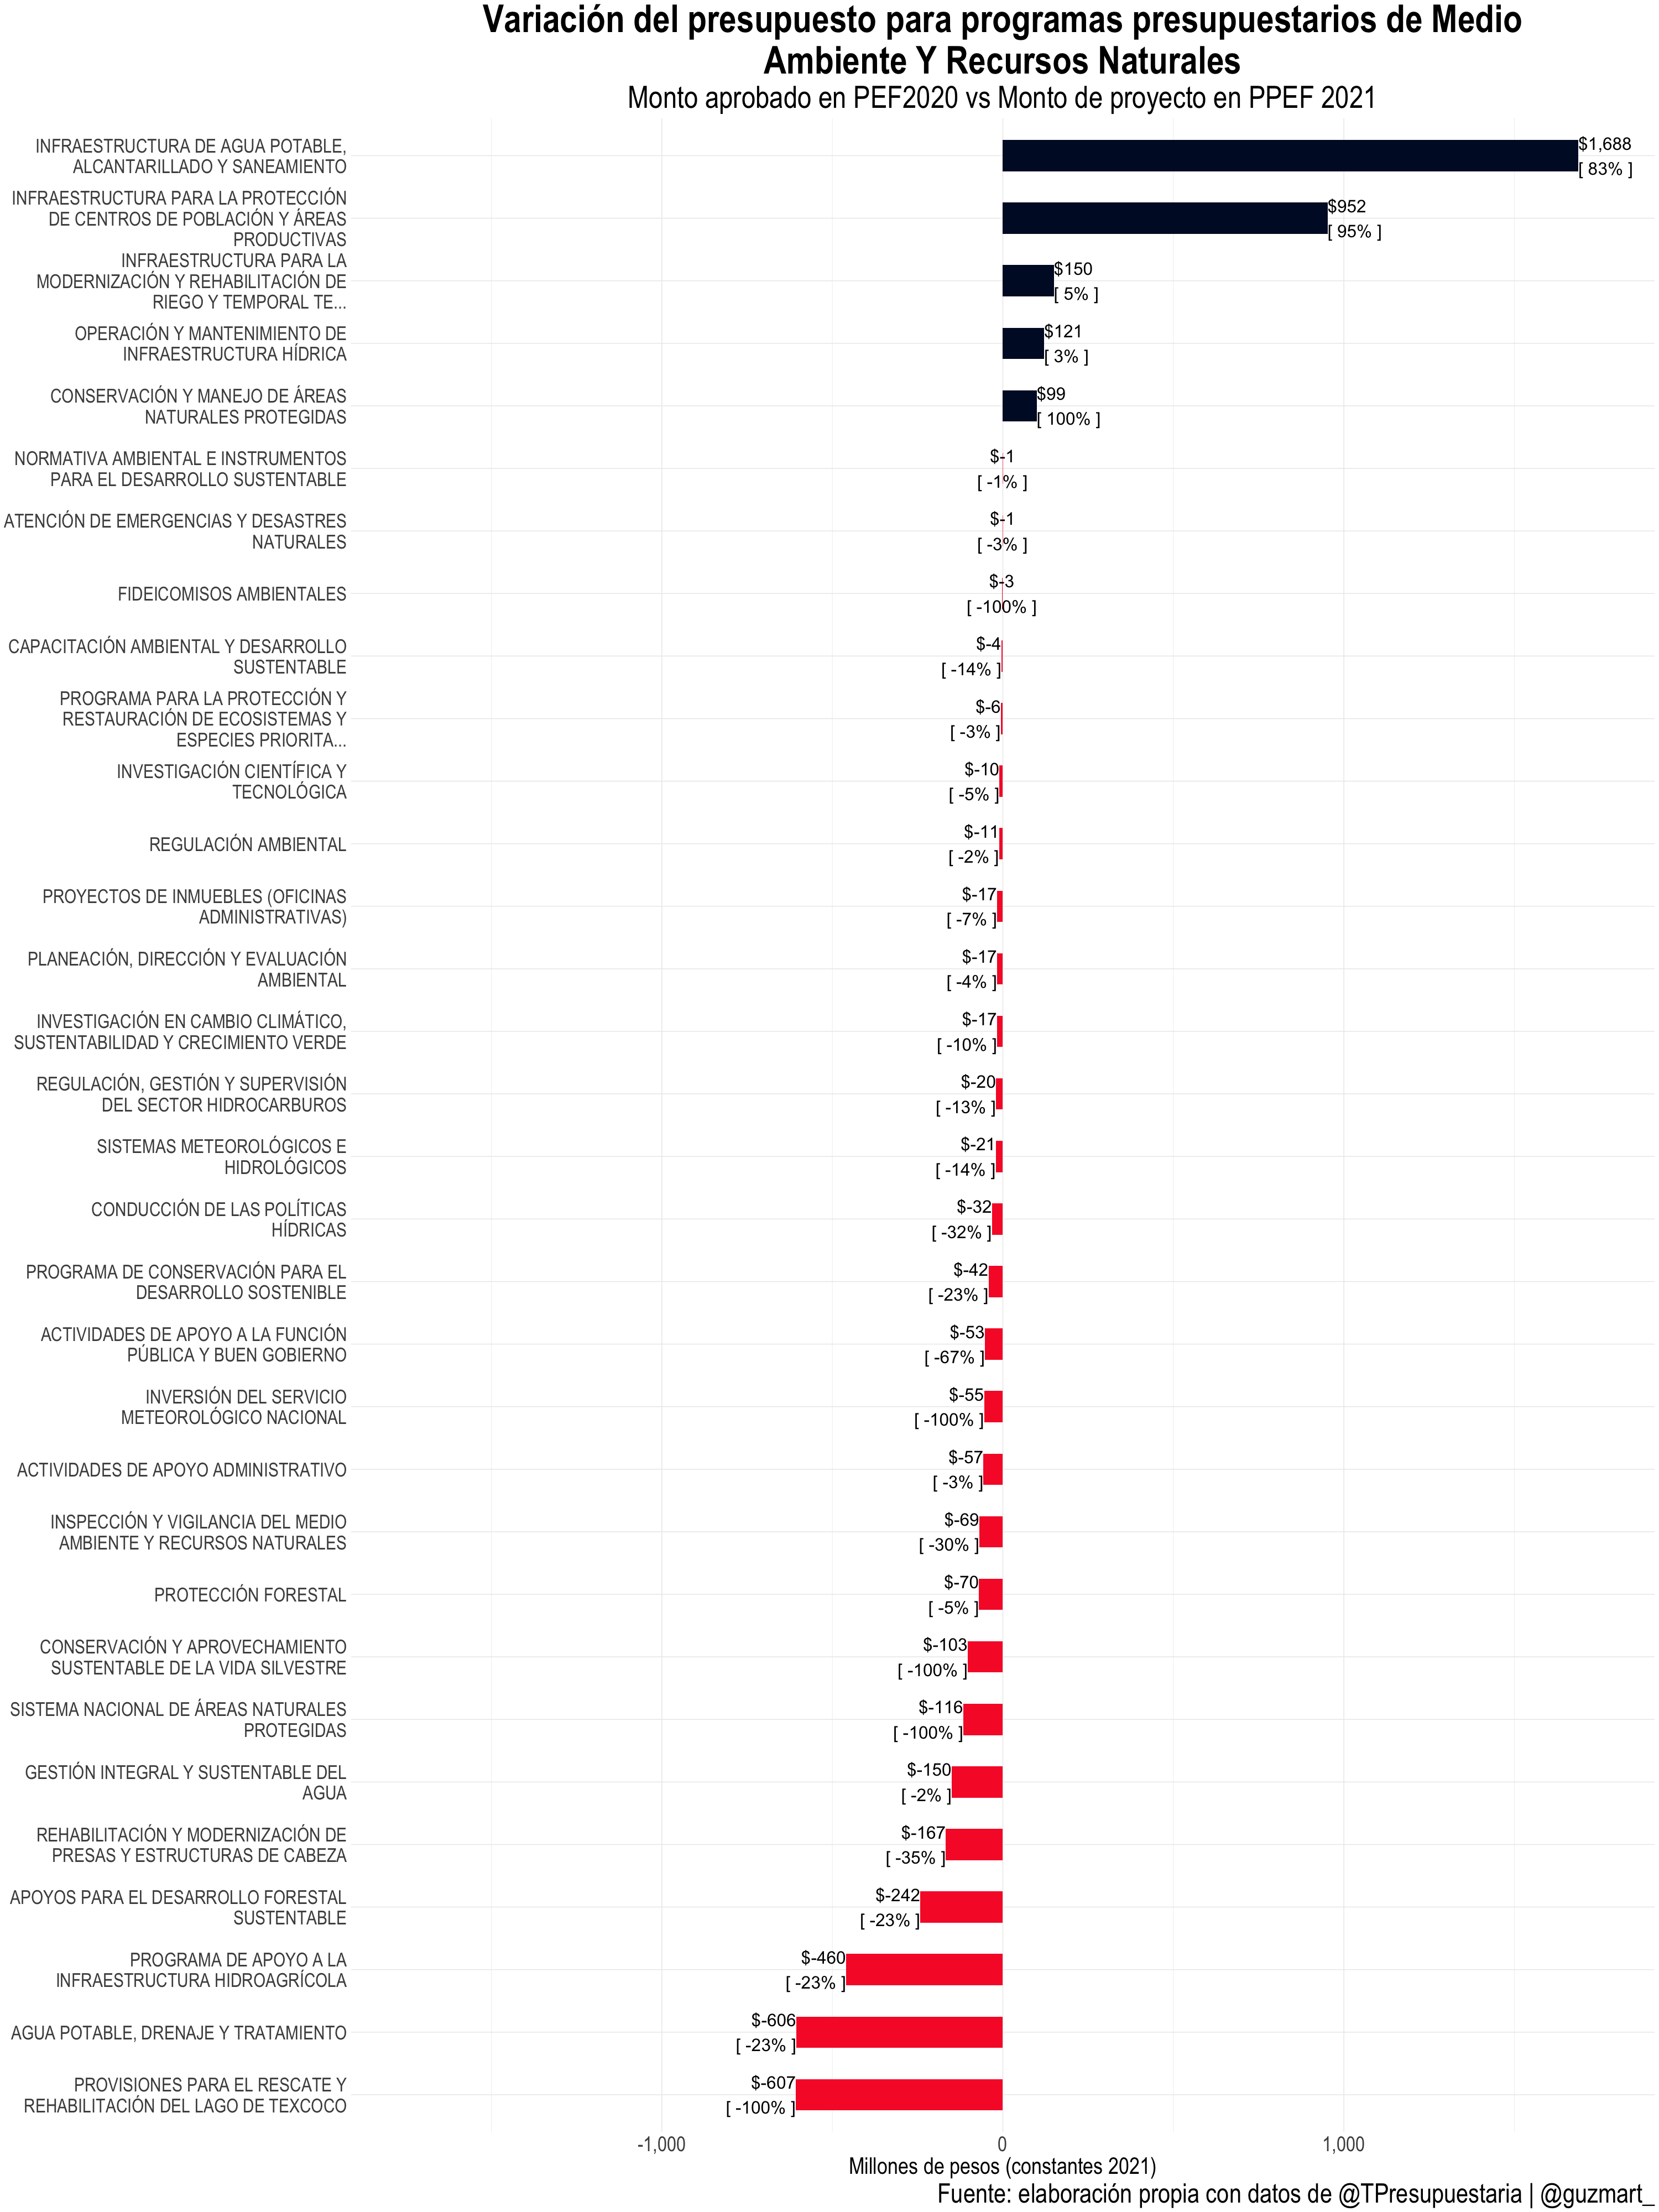 Variación del presupuesto para programas presupuestarios de Medio
Ambiente Y Recursos Naturales
Monto aprobado en PEF2020 vs Monto de proyecto en PPEF 2021
INFRAESTRUCTURA DE AGUA POTABLE,
ALCANTARILLADO Y SANEAMIENTO
$1,688
[ 83% ]
INFRAESTRUCTURA PARA LA PROTECCIÓN
DE CENTROS DE POBLACIÓN Y ÁREAS
PRODUCTIVAS
$952
[ 95% ]
INFRAESTRUCTURA PARA LA
MODERNIZACIÓN Y REHABILITACIÓN DE
RIEGO Y TEMPORAL TE...
$150
[ 5% ]
OPERACIÓN Y MANTENIMIENTO DE
INFRAESTRUCTURA HÍDRICA
$121
[ 3% ]
CONSERVACIÓN Y MANEJO DE ÁREAS
NATURALES PROTEGIDAS
$99
[ 100% ]
NORMATIVA AMBIENTAL E INSTRUMENTOS
PARA EL DESARROLLO SUSTENTABLE
$-1
[ -1% ]
ATENCIÓN DE EMERGENCIAS Y DESASTRES
NATURALES
$-1
[ -3% ]
FIDEICOMISOS AMBIENTALES
$-3
[ -100% ]
CAPACITACIÓN AMBIENTAL Y DESARROLLO
SUSTENTABLE
$-4
[ -14% ]
PROGRAMA PARA LA PROTECCIÓN Y
RESTAURACIÓN DE ECOSISTEMAS Y
ESPECIES PRIORITA...
$-6
[ -3% ]
INVESTIGACIÓN CIENTÍFICA Y
TECNOLÓGICA
$-10
[ -5% ]
REGULACIÓN AMBIENTAL
$-11
[ -2% ]
PROYECTOS DE INMUEBLES (OFICINAS
ADMINISTRATIVAS)
$-17
[ -7% ]
PLANEACIÓN, DIRECCIÓN Y EVALUACIÓN
AMBIENTAL
$-17
[ -4% ]
INVESTIGACIÓN EN CAMBIO CLIMÁTICO,
SUSTENTABILIDAD Y CRECIMIENTO VERDE
$-17
[ -10% ]
REGULACIÓN, GESTIÓN Y SUPERVISIÓN
DEL SECTOR HIDROCARBUROS
$-20
[ -13% ]
SISTEMAS METEOROLÓGICOS E
HIDROLÓGICOS
$-21
[ -14% ]
CONDUCCIÓN DE LAS POLÍTICAS
HÍDRICAS
$-32
[ -32% ]
PROGRAMA DE CONSERVACIÓN PARA EL
DESARROLLO SOSTENIBLE
$-42
[ -23% ]
ACTIVIDADES DE APOYO A LA FUNCIÓN
PÚBLICA Y BUEN GOBIERNO
$-53
[ -67% ]
INVERSIÓN DEL SERVICIO
METEOROLÓGICO NACIONAL
$-55
[ -100% ]
ACTIVIDADES DE APOYO ADMINISTRATIVO
$-57
[ -3% ]
INSPECCIÓN Y VIGILANCIA DEL MEDIO
AMBIENTE Y RECURSOS NATURALES
$-69
[ -30% ]
PROTECCIÓN FORESTAL
$-70
[ -5% ]
CONSERVACIÓN Y APROVECHAMIENTO
SUSTENTABLE DE LA VIDA SILVESTRE
$-103
[ -100% ]
SISTEMA NACIONAL DE ÁREAS NATURALES
PROTEGIDAS
$-116
[ -100% ]
GESTIÓN INTEGRAL Y SUSTENTABLE DEL
AGUA
$-150
[ -2% ]
REHABILITACIÓN Y MODERNIZACIÓN DE
PRESAS Y ESTRUCTURAS DE CABEZA
$-167
[ -35% ]
APOYOS PARA EL DESARROLLO FORESTAL
SUSTENTABLE
$-242
[ -23% ]
PROGRAMA DE APOYO A LA
INFRAESTRUCTURA HIDROAGRÍCOLA
$-460
[ -23% ]
AGUA POTABLE, DRENAJE Y TRATAMIENTO
$-606
[ -23% ]
PROVISIONES PARA EL RESCATE Y
REHABILITACIÓN DEL LAGO DE TEXCOCO
$-607
[ -100% ]
-1,000 0 1,000
Millones de pesos (constantes 2021)
Fuente: elaboración propia con datos de @TPresupuestaria | @guzmart_